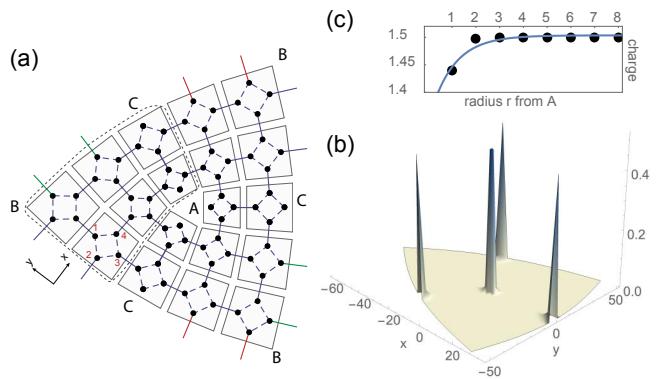 (a)
B
C
B
A
C
C
B
1
2
3
4
x
y
(c)
1 2 3 4 5 6 7 8
1.5
1.45
1.4
charge
radius r from A
(b)
0.4
0.2
0.0
−60
−40
−20
0
20
x
−50
0
50
y